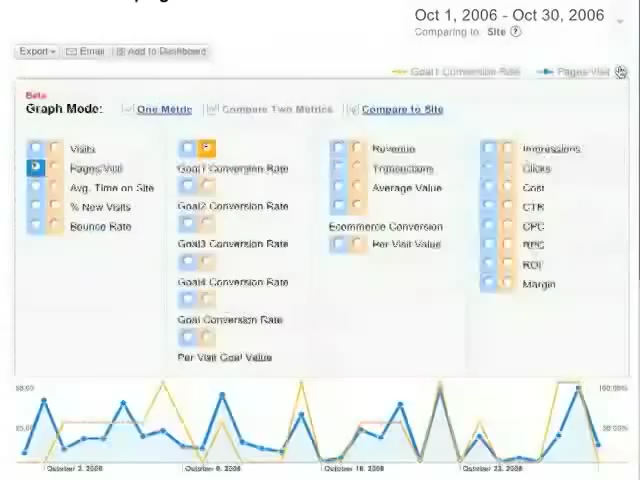 Oct 1, 2006 - Oct 30, 2006
Comparing to: Site ?
Export Email Add to Dashboard
Goal1 Conversion Rate Pages/Visit
Beta
Graph Mode: One Metric Compare Two Metrics Compare to Site
Visits
Pages/Visit
Avg. Time on Site
% New Visits
Bounce Rate
Goal1 Conversion Rate
Goal2 Conversion Rate
Goal3 Conversion Rate
Goal4 Conversion Rate
Goal Conversion Rate
Per Visit Goal Value
Revenue
Transactions
Average Value
Ecommerce Conversion
Per Visit Value
Impressions
Clicks
Cost
CTR
CPC
RPC
ROI
Margin
October 2, 2006 October 9, 2006 October 16, 2006 October 23, 2006